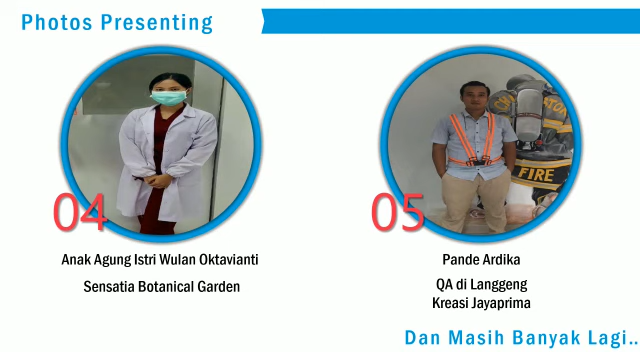 Photos Presenting
04
Anak Agung Istri Wulan Oktavianti
Sensatia Botanical Garden
FIRE
05
Pande Ardika
QA di Langgeng
Kreasi Jayaprima
Dan Masih Banyak Lagi..